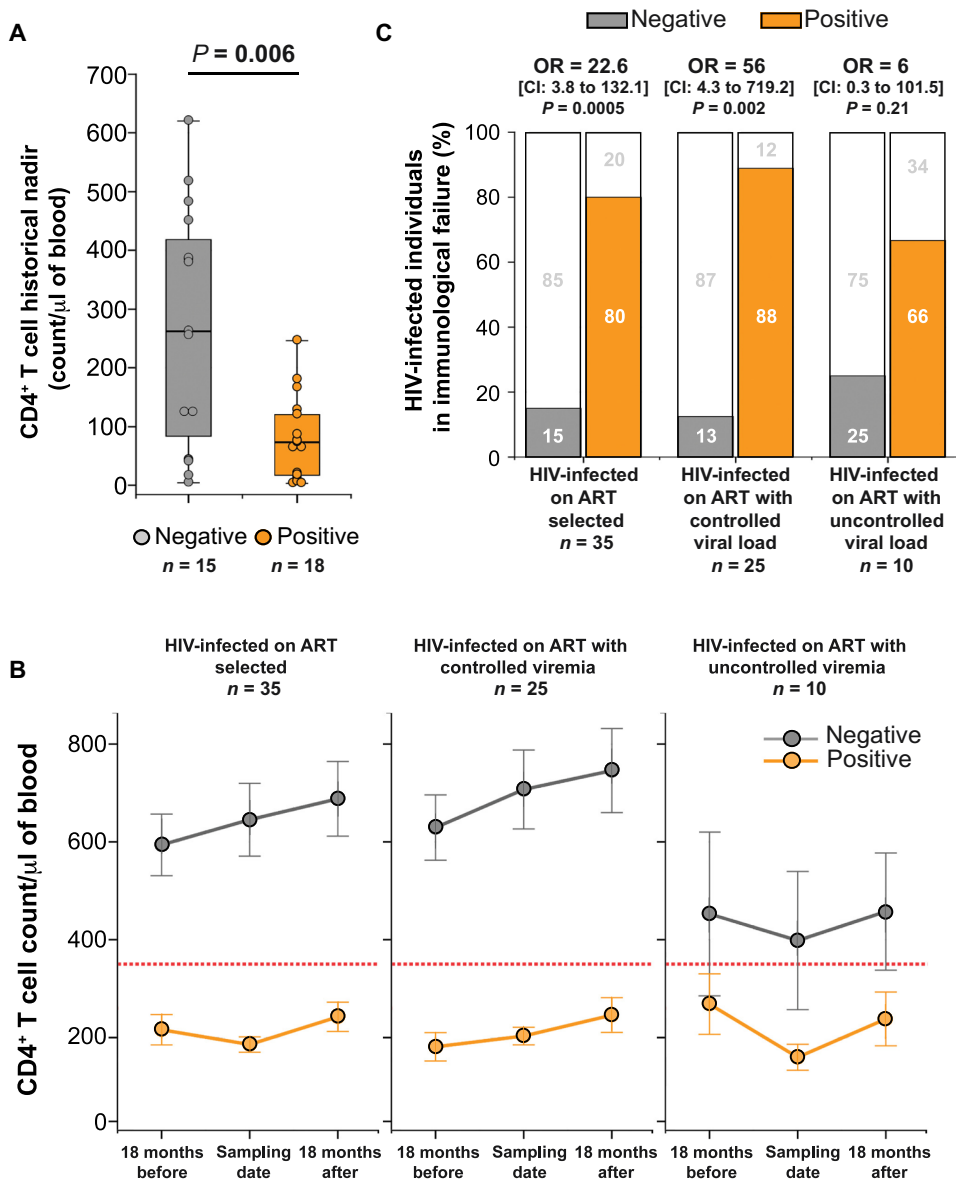 A
P = 0.006
CD4⁺ T cell historical nadir
(count/µl of blood)
700
600
500
400
300
200
100
0
Negative Positive
n = 15 n = 18
C
Negative Positive
OR = 22.6 OR = 56 OR = 6
[CI: 3.8 to 132.1] [CI: 4.3 to 719.2] [CI: 0.3 to 101.5]
P = 0.0005 P = 0.002 P = 0.21
HIV-infected individuals
in immunological failure (%)
100
80
60
40
20
0
20 12 34
85 87 75
80 88 66
15 13 25
HIV-infected HIV-infected HIV-infected
on ART on ART with on ART with
selected controlled uncontrolled
n = 35 viral load viral load
n = 25 n = 10
B
HIV-infected on ART HIV-infected on ART with HIV-infected on ART with
selected controlled viremia uncontrolled viremia
n = 35 n = 25 n = 10
CD4⁺ T cell count/µl of blood
800
600
400
200
0
Negative
Positive
18 months Sampling 18 months 18 months Sampling 18 months 18 months Sampling 18 months
before date after before date after before date after